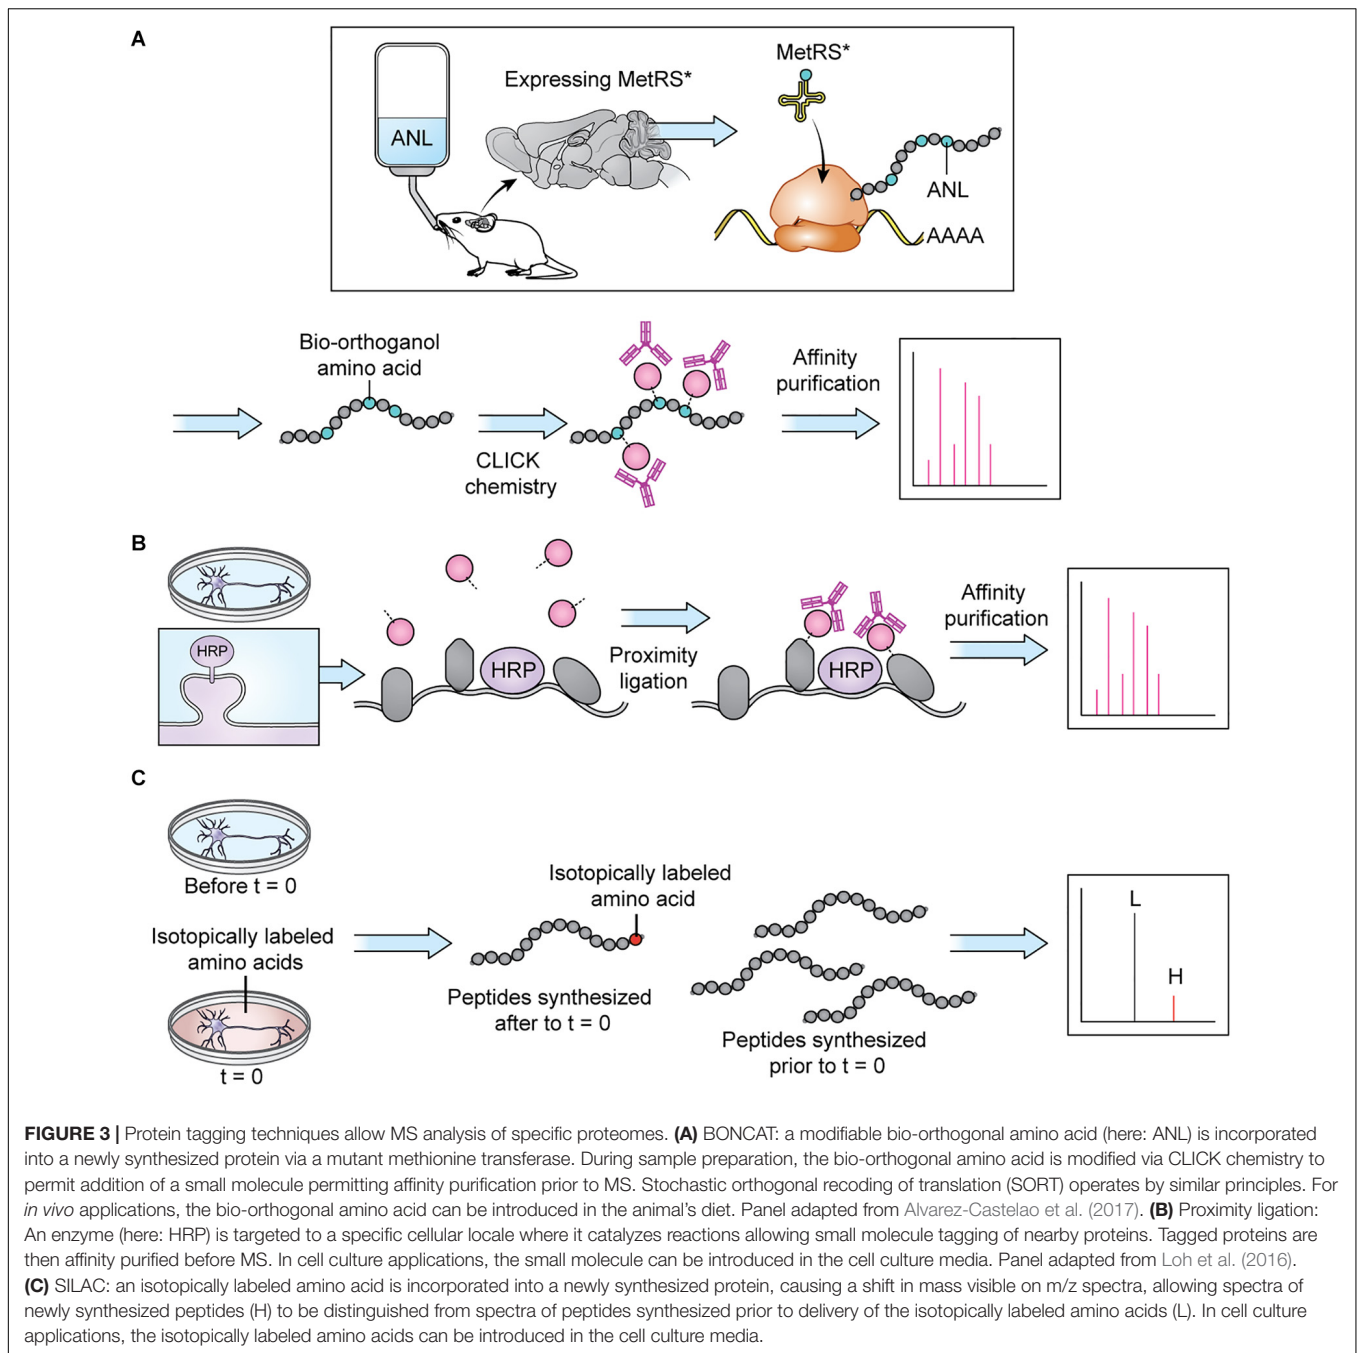 A
ANL
Expressing MetRS*
MetRS*
ANL
AAAA
Bio-orthoganol
amino acid
CLICK
chemistry
Affinity
purification
B
HRP
HRP
Proximity
ligation
HRP
Affinity
purification
C
Before t = 0
Isotopically labeled
amino acids
t = 0
Isotopically labeled
amino acid
Peptides synthesized
after to t = 0
Peptides synthesized
prior to t = 0
L
H
FIGURE 3 | Protein tagging techniques allow MS analysis of specific proteomes. (A) BONCAT: a modifiable bio-orthogonal amino acid (here: ANL) is incorporated
into a newly synthesized protein via a mutant methionine transferase. During sample preparation, the bio-orthogonal amino acid is modified via CLICK chemistry to
permit addition of a small molecule permitting affinity purification prior to MS. Stochastic orthogonal recoding of translation (SORT) operates by similar principles. For
in vivo applications, the bio-orthogonal amino acid can be introduced in the animal's diet. Panel adapted from Alvarez-Castelao et al. (2017). (B) Proximity ligation:
An enzyme (here: HRP) is targeted to a specific cellular locale where it catalyzes reactions allowing small molecule tagging of nearby proteins. Tagged proteins are
then affinity purified before MS. In cell culture applications, the small molecule can be introduced in the cell culture media. Panel adapted from Loh et al. (2016).
(C) SILAC: an isotopically labeled amino acid is incorporated into a newly synthesized protein, causing a shift in mass visible on m/z spectra, allowing spectra of
newly synthesized peptides (H) to be distinguished from spectra of peptides synthesized prior to delivery of the isotopically labeled amino acids (L). In cell culture
applications, the isotopically labeled amino acids can be introduced in the cell culture media.